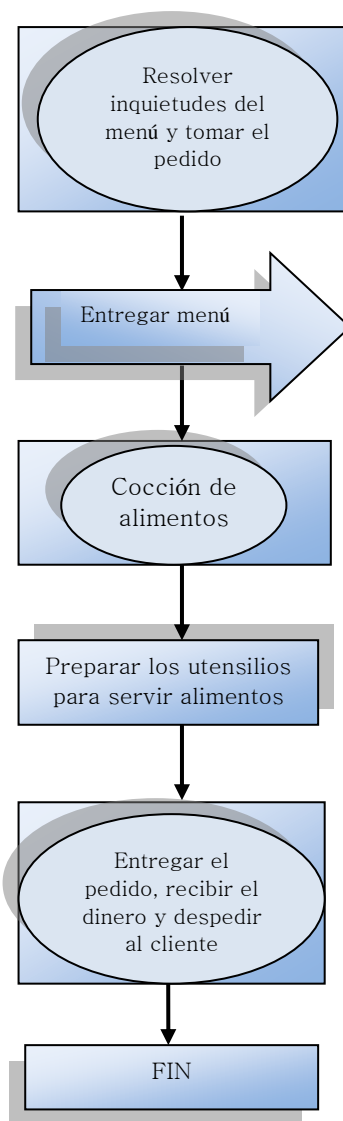 Resolver
inquietudes del
menú y tomar el
pedido
Entregar menú
Cocción de
alimentos
Preparar los utensilios
para servir alimentos
Entregar el
pedido, recibir el
dinero y despedir
al cliente
FIN